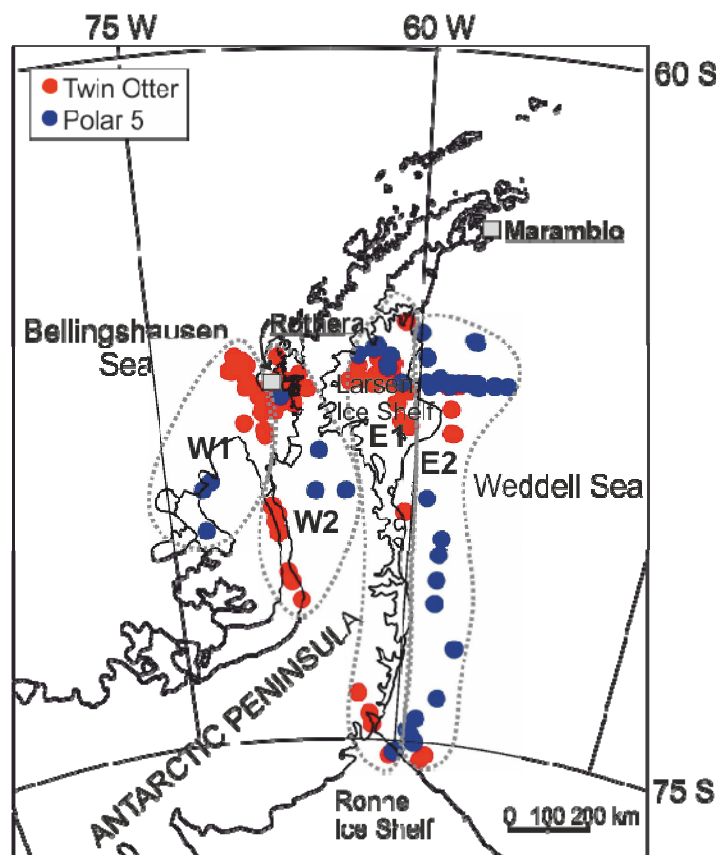 75 W
60 W
60 S
Twin Otter
Polar 5
Marambio
Rothera
Bellingshausen
Sea
Larsen
Ice Shelf
W1
E1
E2
Weddell Sea
W2
ANTARCTIC PENINSULA
75 S
Ronne
Ice Shelf
0 100 200 km